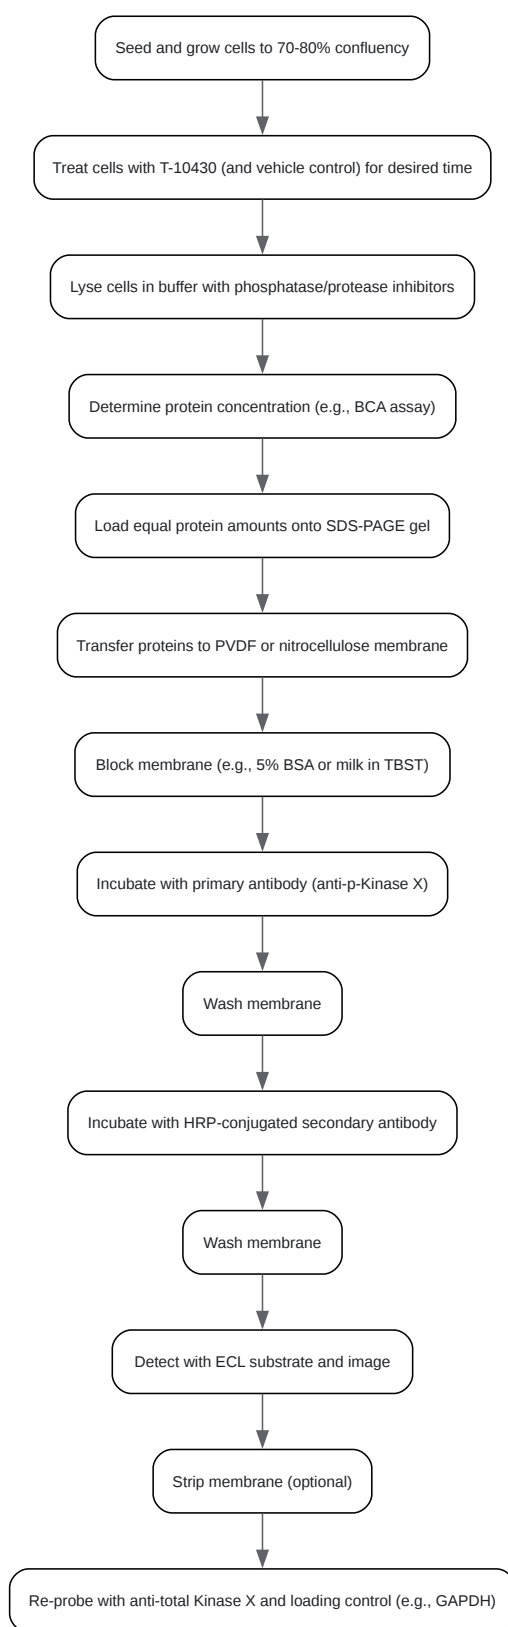 Seed and grow cells to 70-80% confluency
Treat cells with T-10430 (and vehicle control) for desired time
Lyse cells in buffer with phosphatase/protease inhibitors
Determine protein concentration (e.g., BCA assay)
Load equal protein amounts onto SDS-PAGE gel
Transfer proteins to PVDF or nitrocellulose membrane
Block membrane (e.g., 5% BSA or milk in TBST)
Incubate with primary antibody (anti-p-Kinase X)
Wash membrane
Incubate with HRP-conjugated secondary antibody
Wash membrane
Detect with ECL substrate and image
Strip membrane (optional)
Re-probe with anti-total Kinase X and loading control (e.g., GAPDH)